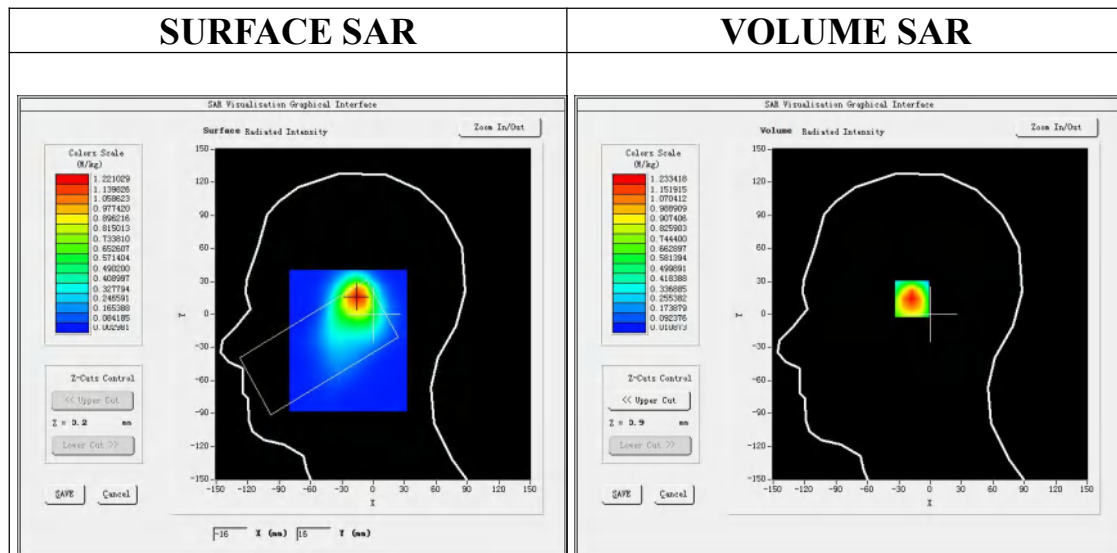 SURFACE SAR
VOLUME SAR
SAR Visualisation Graphical Interface
Surface Radiated Intensity
Zoom In/Out
Colors Scale
(W/kg)
1.221029
1.139826
1.058623
0.977420
0.896216
0.815013
0.733810
0.652607
0.571404
0.490200
0.408997
0.327794
0.246591
0.165388
0.084185
0.002981
150
120
90
60
30
0
-30
-60
-90
-120
-150
Y
-150 -120 -90 -60 -30 0 30 60 90 120 150
X
Z-Cuts Control
<< Upper Cut
Z = 0.2 mm
Lower Cut >>
SAVE Cancel
-16 X (mm) 16 Y (mm)
SAR Visualisation Graphical Interface
Volume Radiated Intensity
Zoom In/Out
Colors Scale
(W/kg)
1.233418
1.151915
1.070412
0.988909
0.907406
0.825903
0.744400
0.662897
0.581394
0.499891
0.418388
0.336885
0.255382
0.173879
0.092376
0.010873
150
120
90
60
30
0
-30
-60
-90
-120
-150
Y
-150 -120 -90 -60 -30 0 30 60 90 120 150
X
Z-Cuts Control
<< Upper Cut
Z = 0.9 mm
Lower Cut >>
SAVE Cancel